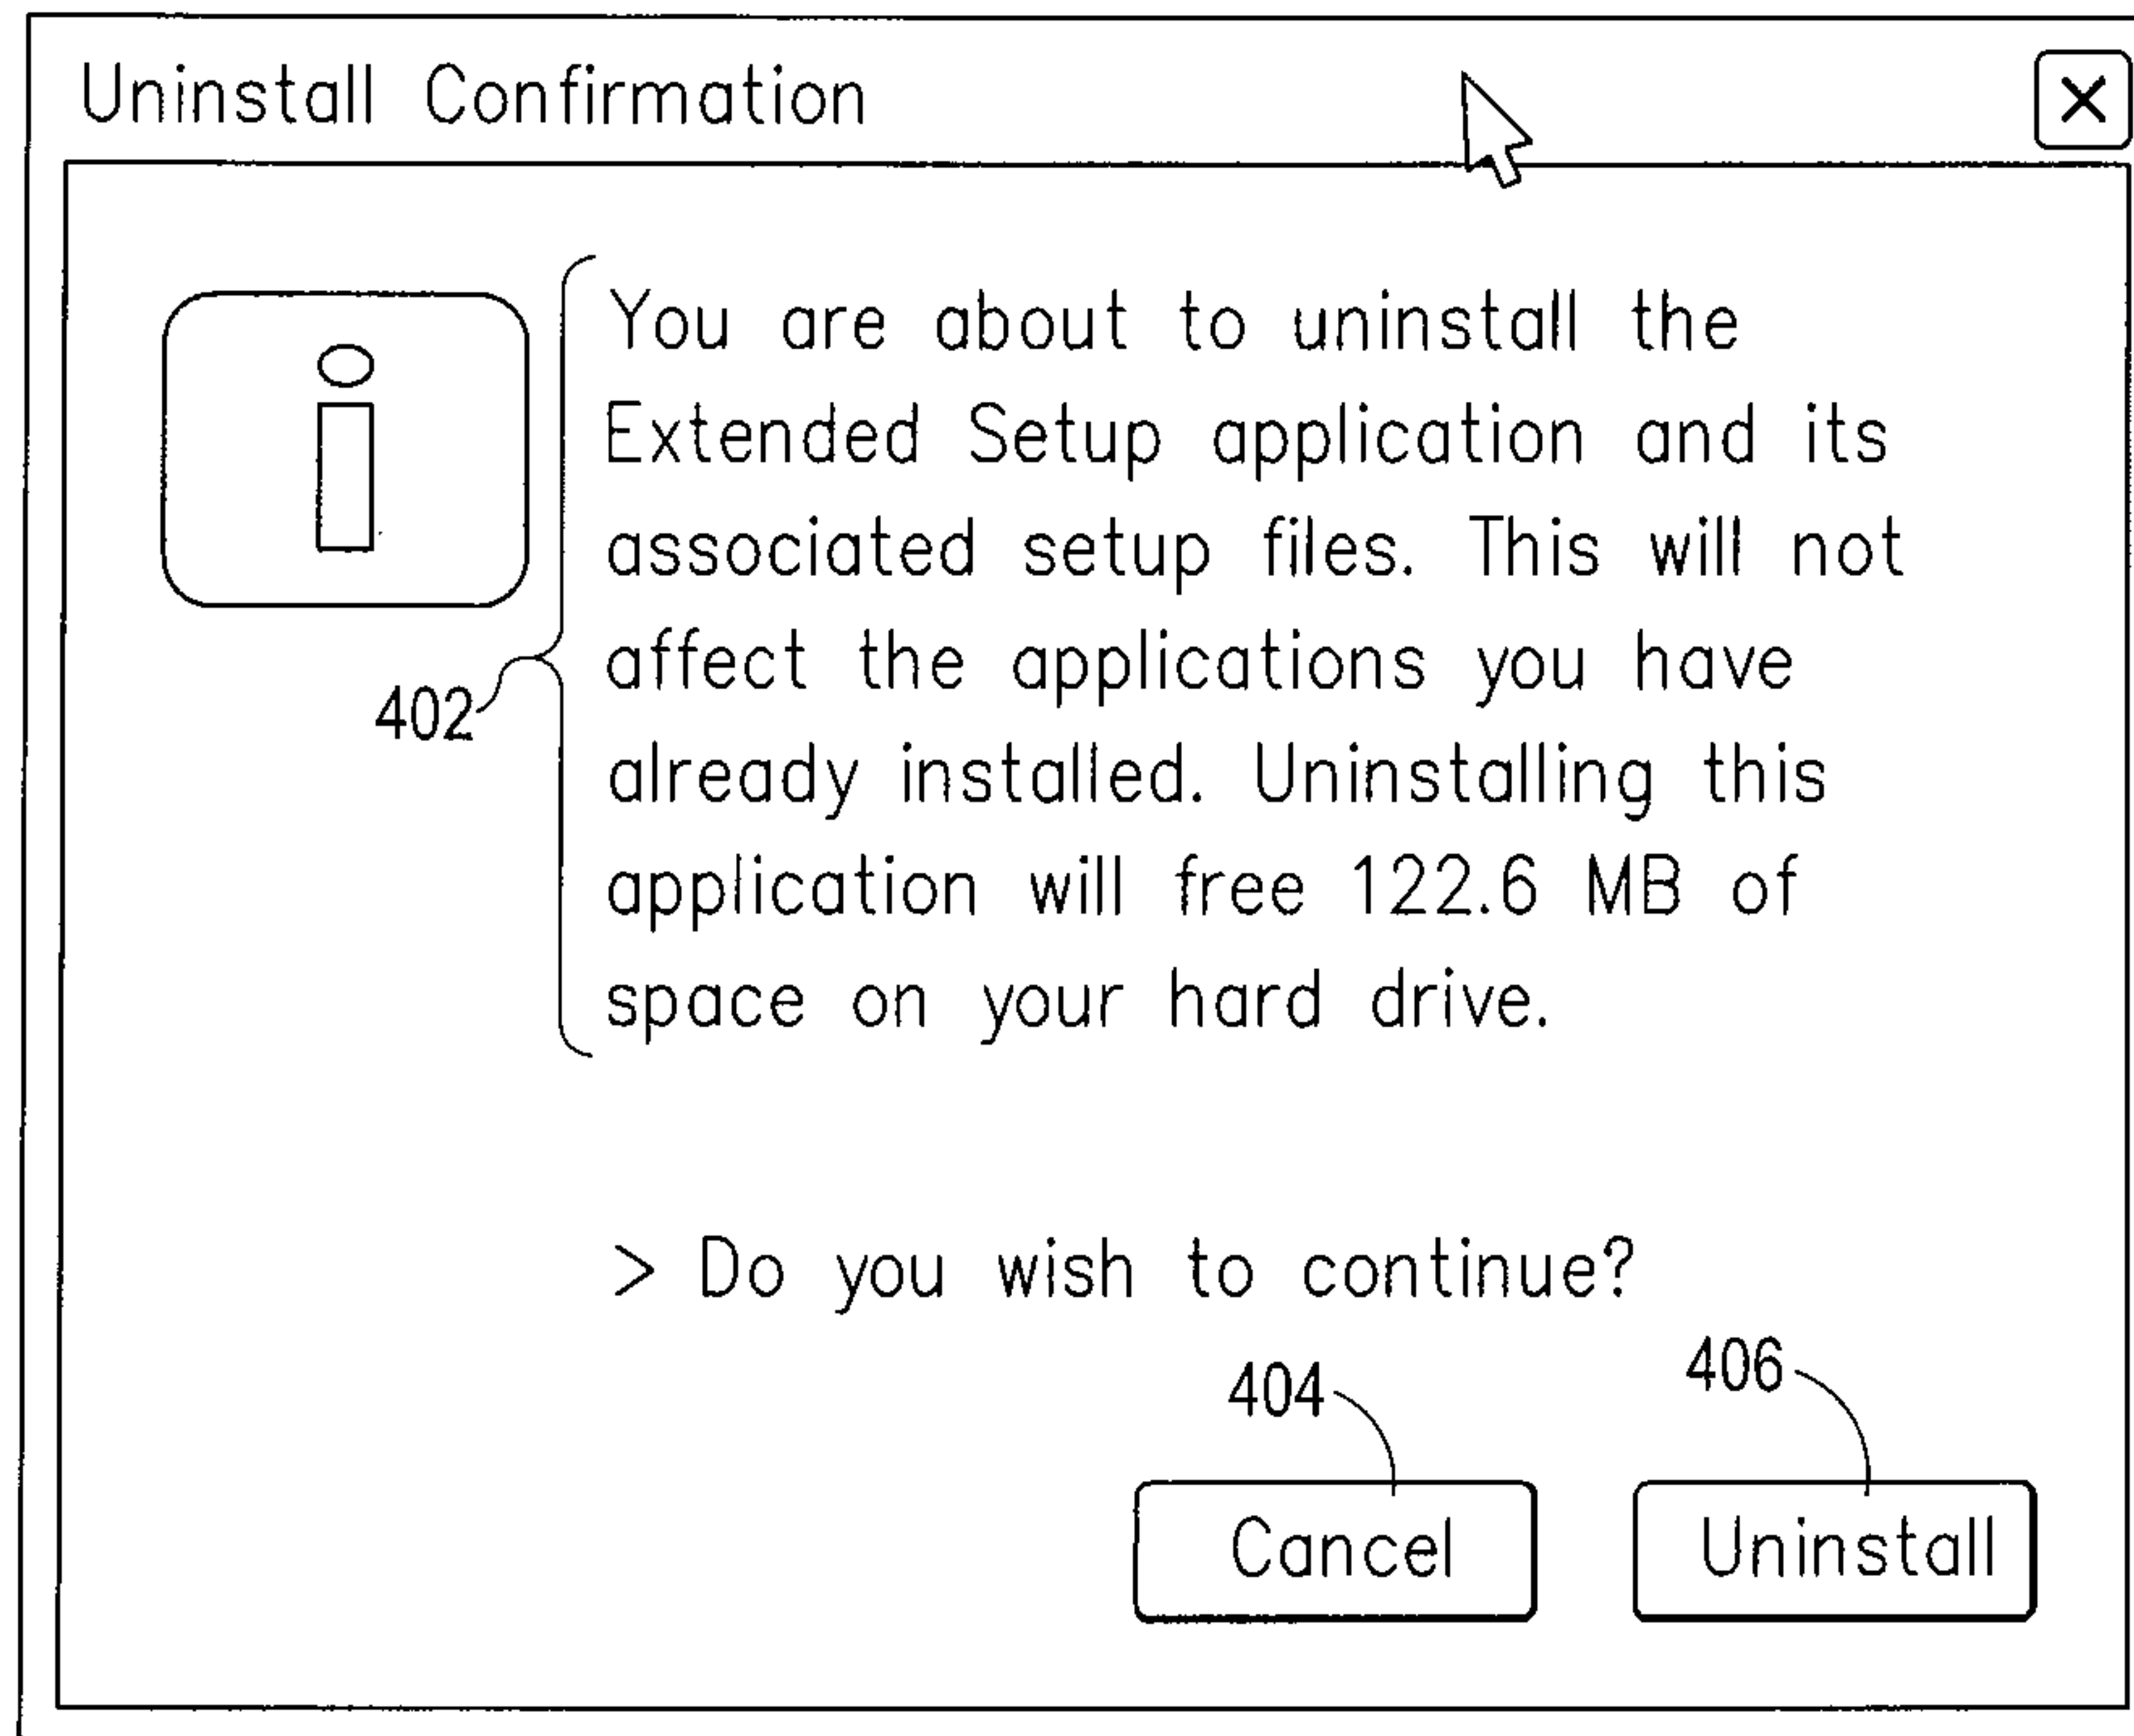 Uninstall Confirmation
You are about to uninstall the
Extended Setup application and its
associated setup files. This will not
affect the applications you have
402
already installed. Uninstalling this
application will free 122.6 MB of
space on your hard drive.
> Do you wish to continue?
404
406
Cancel
Uninstall